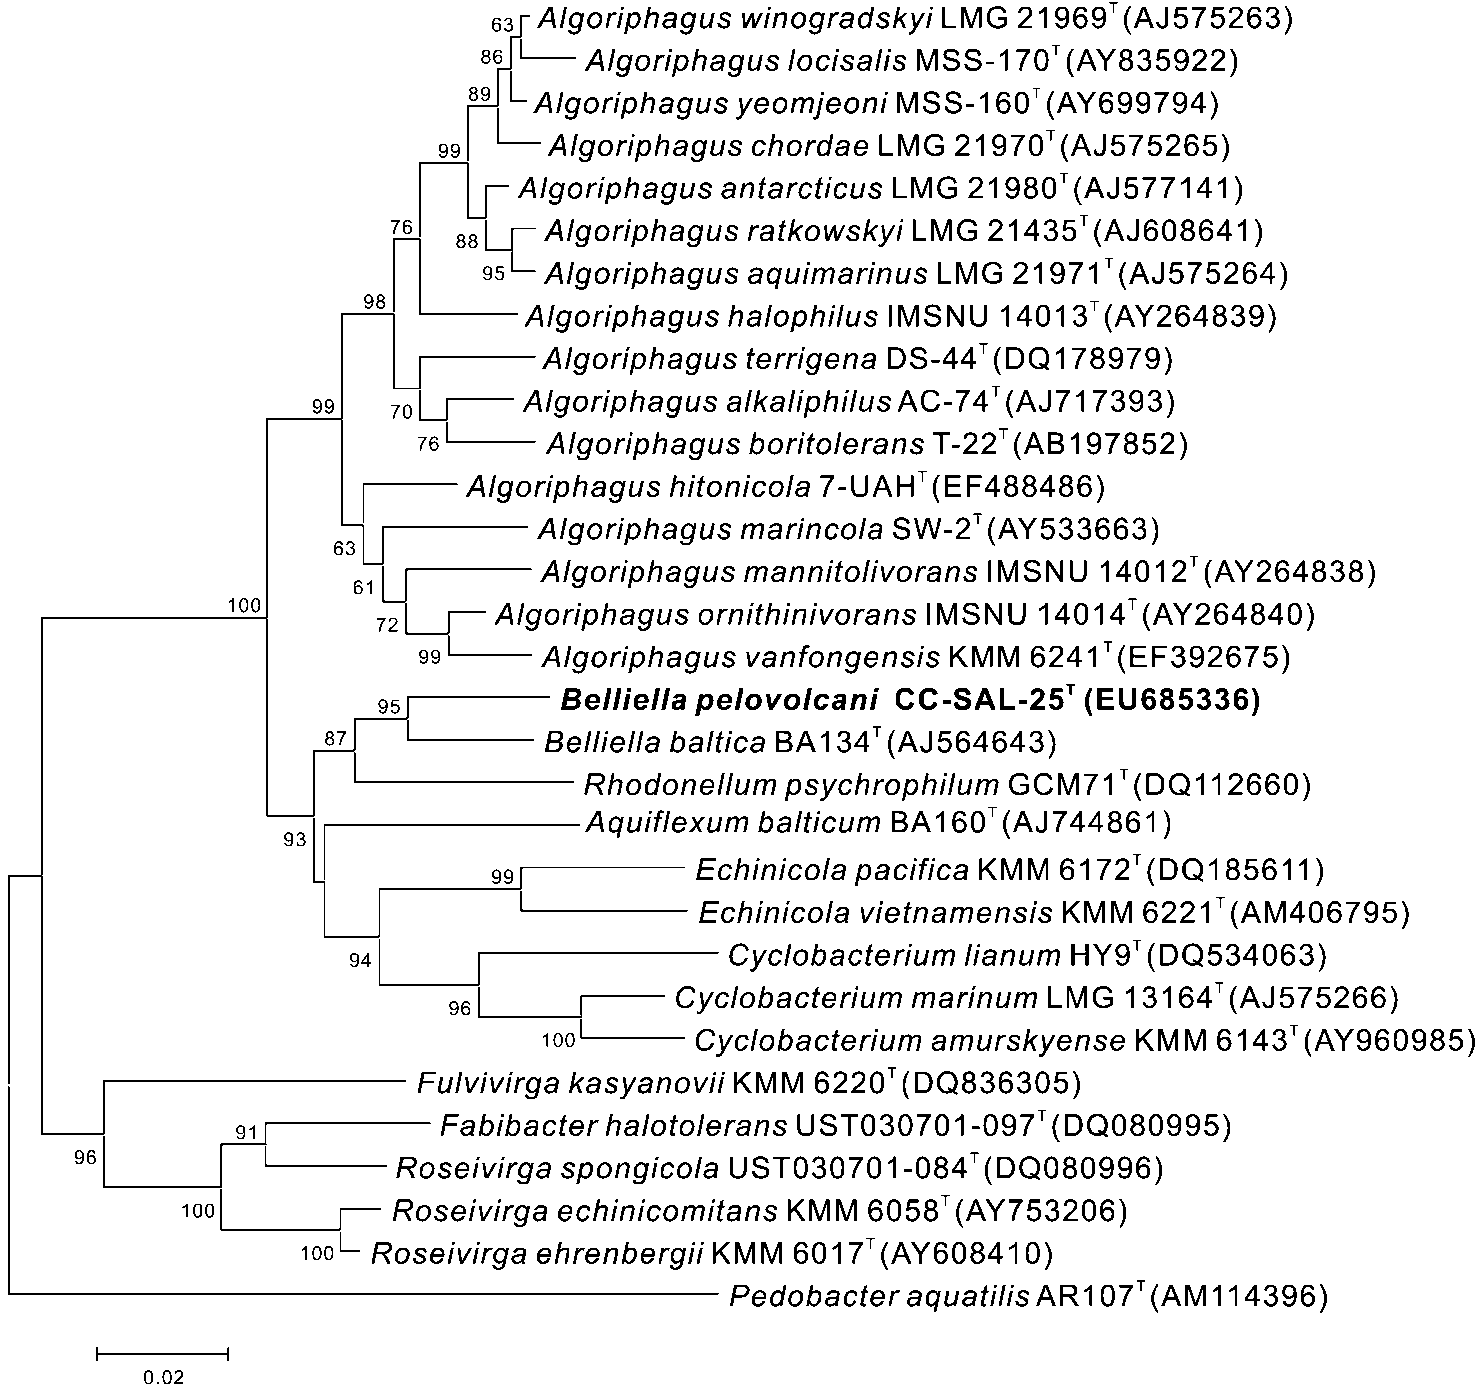 63 Algoriphagus winogradskyi LMG 21969T(AJ575263)
86 Algoriphagus locisalis MSS-170T(AY835922)
89 Algoriphagus yeomjeoni MSS-160T(AY699794)
99 Algoriphagus chordae LMG 21970T(AJ575265)
Algoriphagus antarcticus LMG 21980T(AJ577141)
76 88 Algoriphagus ratkowskyi LMG 21435T(AJ608641)
95 Algoriphagus aquimarinus LMG 21971T(AJ575264)
98 Algoriphagus halophilus IMSNU 14013T(AY264839)
Algoriphagus terrigena DS-44T(DQ178979)
99 70 Algoriphagus alkaliphilus AC-74T(AJ717393)
76 Algoriphagus boritolerans T-22T(AB197852)
Algoriphagus hitonicola 7-UAHT(EF488486)
63 Algoriphagus marincola SW-2T(AY533663)
61 Algoriphagus mannitolivorans IMSNU 14012T(AY264838)
100 72 Algoriphagus ornithinivorans IMSNU 14014T(AY264840)
99 Algoriphagus vanfongensis KMM 6241T(EF392675)
95 Belliella pelovolcani CC-SAL-25T(EU685336)
87 Belliella baltica BA134T(AJ564643)
Rhodonellum psychrophilum GCM71T(DQ112660)
93 Aquiflexum balticum BA160T(AJ744861)
99 Echinicola pacifica KMM 6172T(DQ185611)
Echinicola vietnamensis KMM 6221T(AM406795)
94 Cyclobacterium lianum HY9T(DQ534063)
96 Cyclobacterium marinum LMG 13164T(AJ575266)
100 Cyclobacterium amurskyense KMM 6143T(AY960985)
Fulvivirga kasyanovii KMM 6220T(DQ836305)
91 Fabibacter halotolerans UST030701-097T(DQ080995)
96 Roseivirga spongicola UST030701-084T(DQ080996)
100 Roseivirga echinicomitans KMM 6058T(AY753206)
100 Roseivirga ehrenbergii KMM 6017T(AY608410)
Pedobacter aquatilis AR107T(AM114396)
0.02